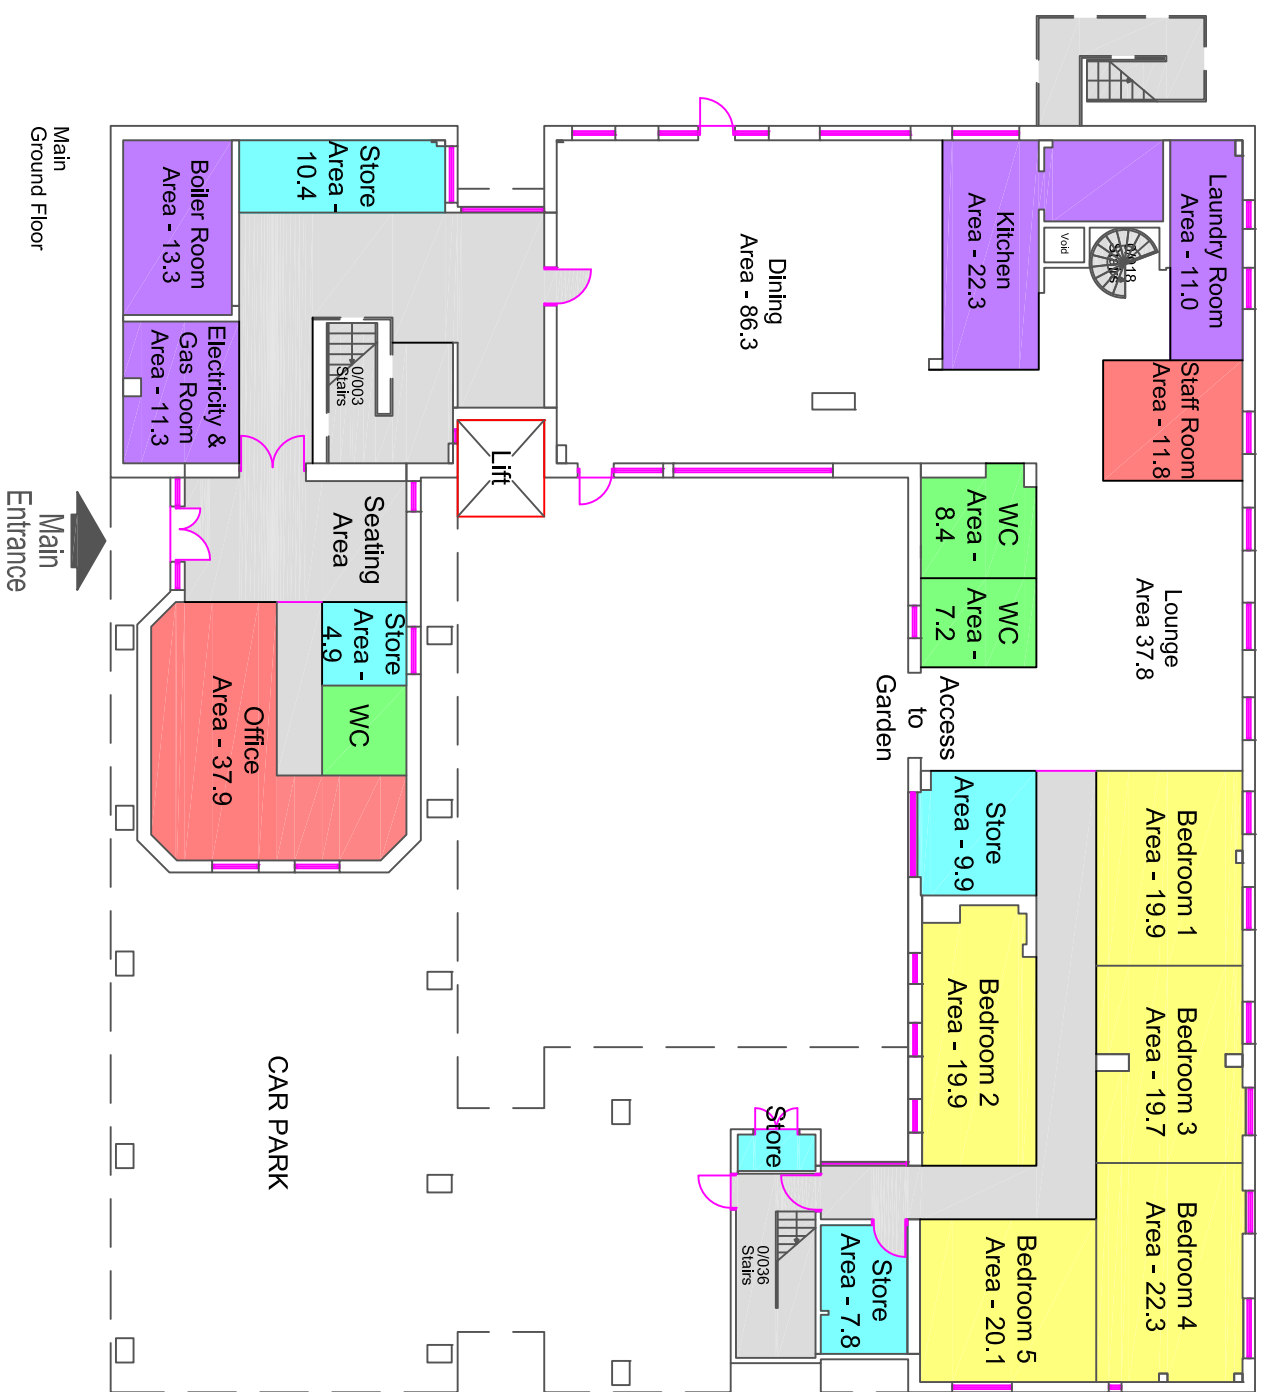 Main
Ground Floor
Boiler Room
Area - 13.3
Store
Area -
10.4
Electricity &
Gas Room
Area - 11.3
0/003
Stairs
Lift
Dining
Area - 86.3
Kitchen
Area - 22.3
Void
0/018
Stairs
Laundry Room
Area - 11.0
Staff Room
Area - 11.8
Main
Entrance
Seating
Area
Store
Area -
4.9
WC
Office
Area - 37.9
WC
Area -
8.4
WC
Area -
7.2
Lounge
Area 37.8
Access
to
Garden
Store
Area - 9.9
Bedroom 1
Area - 19.9
Bedroom 2
Area - 19.9
Bedroom 3
Area - 19.7
Bedroom 4
Area - 22.3
Bedroom 5
Area - 20.1
Store
0/036
Stairs
Store
Area - 7.8
CAR PARK